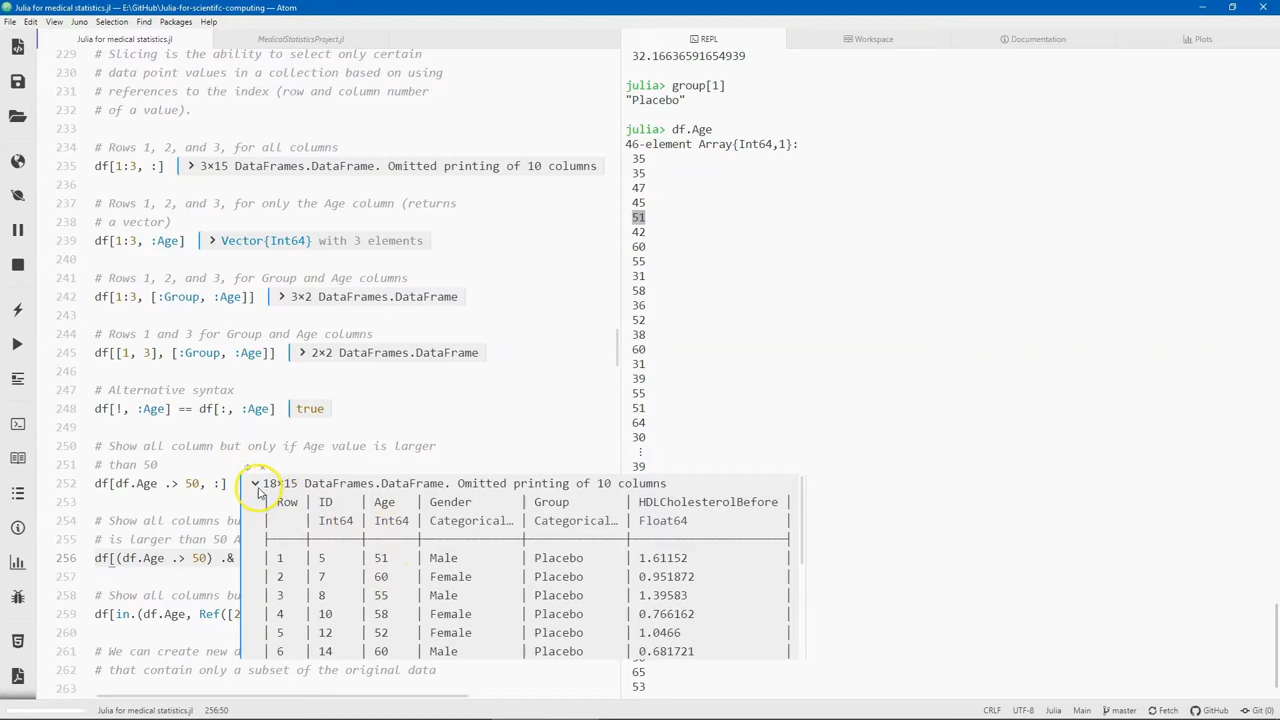 Julia for medical statistics.jl — E:\GitHub\Julia-for-scientifc-computing — Atom
File Edit View Juno Selection Find Packages Help
Julia for medical statistics.jl MedicalStatisticsProject.jl
229 # Slicing is the ability to select only certain
230 # data point values in a collection based on using
231 # references to the index (row and column number
232 # of a value).
233
234 # Rows 1, 2, and 3, for all columns
235 df[1:3, :] > 3×15 DataFrames.DataFrame. Omitted printing of 10 columns
236
237 # Rows 1, 2, and 3, for only the Age column (returns
238 # a vector)
239 df[1:3, :Age] > Vector{Int64} with 3 elements
240
241 # Rows 1, 2, and 3, for Group and Age columns
242 df[1:3, [:Group, :Age]] > 3×2 DataFrames.DataFrame
243
244 # Rows 1 and 3 for Group and Age columns
245 df[[1, 3], [:Group, :Age]] > 2×2 DataFrames.DataFrame
246
247 # Alternative syntax
248 df[!, :Age] == df[:, :Age] true
249
250 # Show all column but only if Age value is larger
251 # than 50
252 df[df.Age .> 50, :] 18×15 DataFrames.DataFrame. Omitted printing of 10 columns
253
254 # Show all columns bu
255 # is larger than 50 A
256 df[(df.Age .> 50) .&
257
258 # Show all columns bu
259 df[in.(df.Age, Ref([2
260
261 # We can create new d
262 # that contain only a subset of the original data
263
│ Row │ ID │ Age │ Gender │ Group │ HDLCholesterolBefore │
│ │ Int64 │ Int64 │ Categorical… │ Categorical… │ Float64 │
│ 1 │ 5 │ 51 │ Male │ Placebo │ 1.61152 │
│ 2 │ 7 │ 60 │ Female │ Placebo │ 0.951872 │
│ 3 │ 8 │ 55 │ Male │ Placebo │ 1.39583 │
│ 4 │ 10 │ 58 │ Female │ Placebo │ 0.766162 │
│ 5 │ 12 │ 52 │ Female │ Placebo │ 1.0466 │
│ 6 │ 14 │ 60 │ Male │ Placebo │ 0.681721 │
REPL Workspace Documentation Plots
32.16636591654939
julia> group[1]
"Placebo"
julia> df.Age
46-element Array{Int64,1}:
35
35
47
45
51
42
60
55
31
58
36
52
38
60
31
39
55
51
64
30
⋮
39
65
53
Julia for medical statistics.jl 256:50 CRLF UTF-8 Julia Main master Fetch GitHub Git (0)